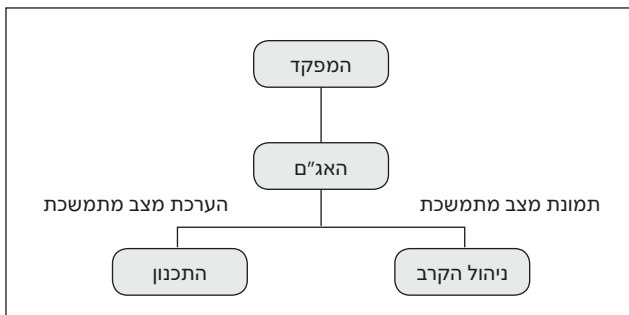 המפקד
האג"ם
תמונת מצב מתמשכת
הערכת מצב מתמשכת
ניהול הקרב
התכנון